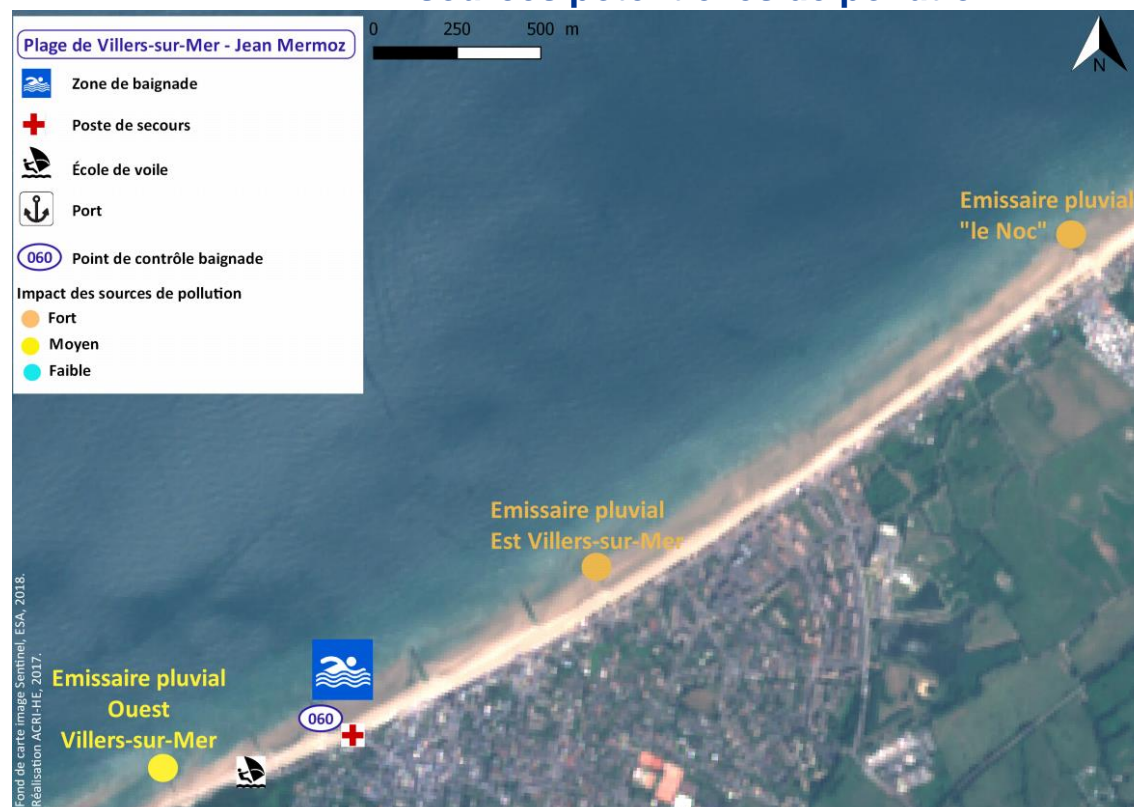 0 250 500 m
Plage de Villers-sur-Mer - Jean Mermoz
Zone de baignade
Poste de secours
École de voile
Port
060 Point de contrôle baignade
Impact des sources de pollution
Fort
Moyen
Faible
N
Emissaire pluvial
"le Noc"
Emissaire pluvial
Est Villers-sur-Mer
Emissaire pluvial
Ouest
Villers-sur-Mer
060
Fond de carte image Sentinel, ESA, 2018.
Réalisation ACRI-HE, 2017.